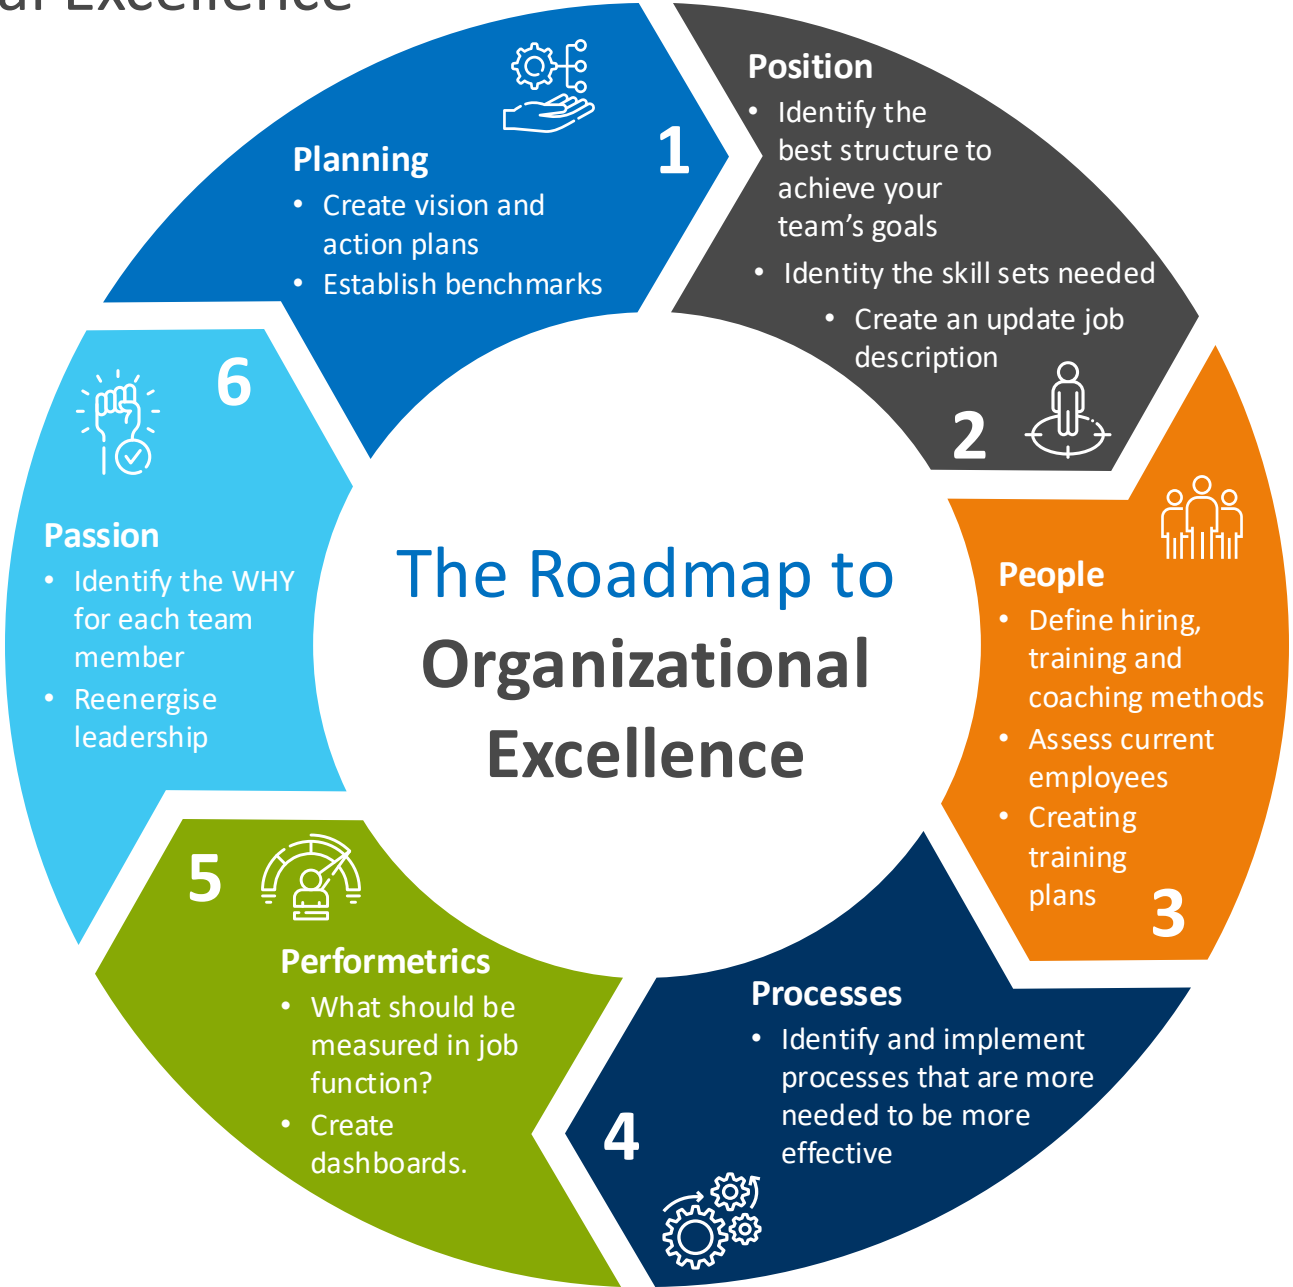 al Excellence
1
Planning
• Create vision and
action plans
• Establish benchmarks
Position
• Identify the
best structure to
achieve your
team’s goals
• Identity the skill sets needed
• Create an update job
description
2
People
• Define hiring,
training and
coaching methods
• Assess current
employees
• Creating
training
plans
3
Processes
• Identify and implement
processes that are more
needed to be more
effective
4
5
Performetrics
• What should be
measured in job
function?
• Create
dashboards.
6
Passion
• Identify the WHY
for each team
member
• Reenergise
leadership
The Roadmap to
Organizational
Excellence